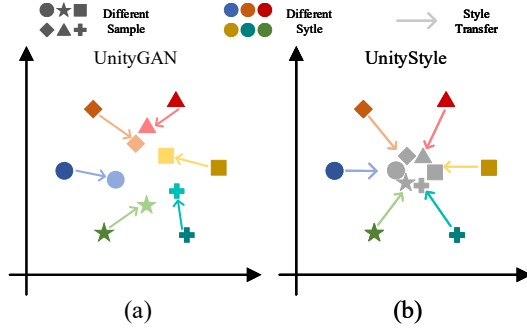 Different
Sample
Different
Sytle
Style
Transfer
UnityGAN
UnityStyle
(a)
(b)